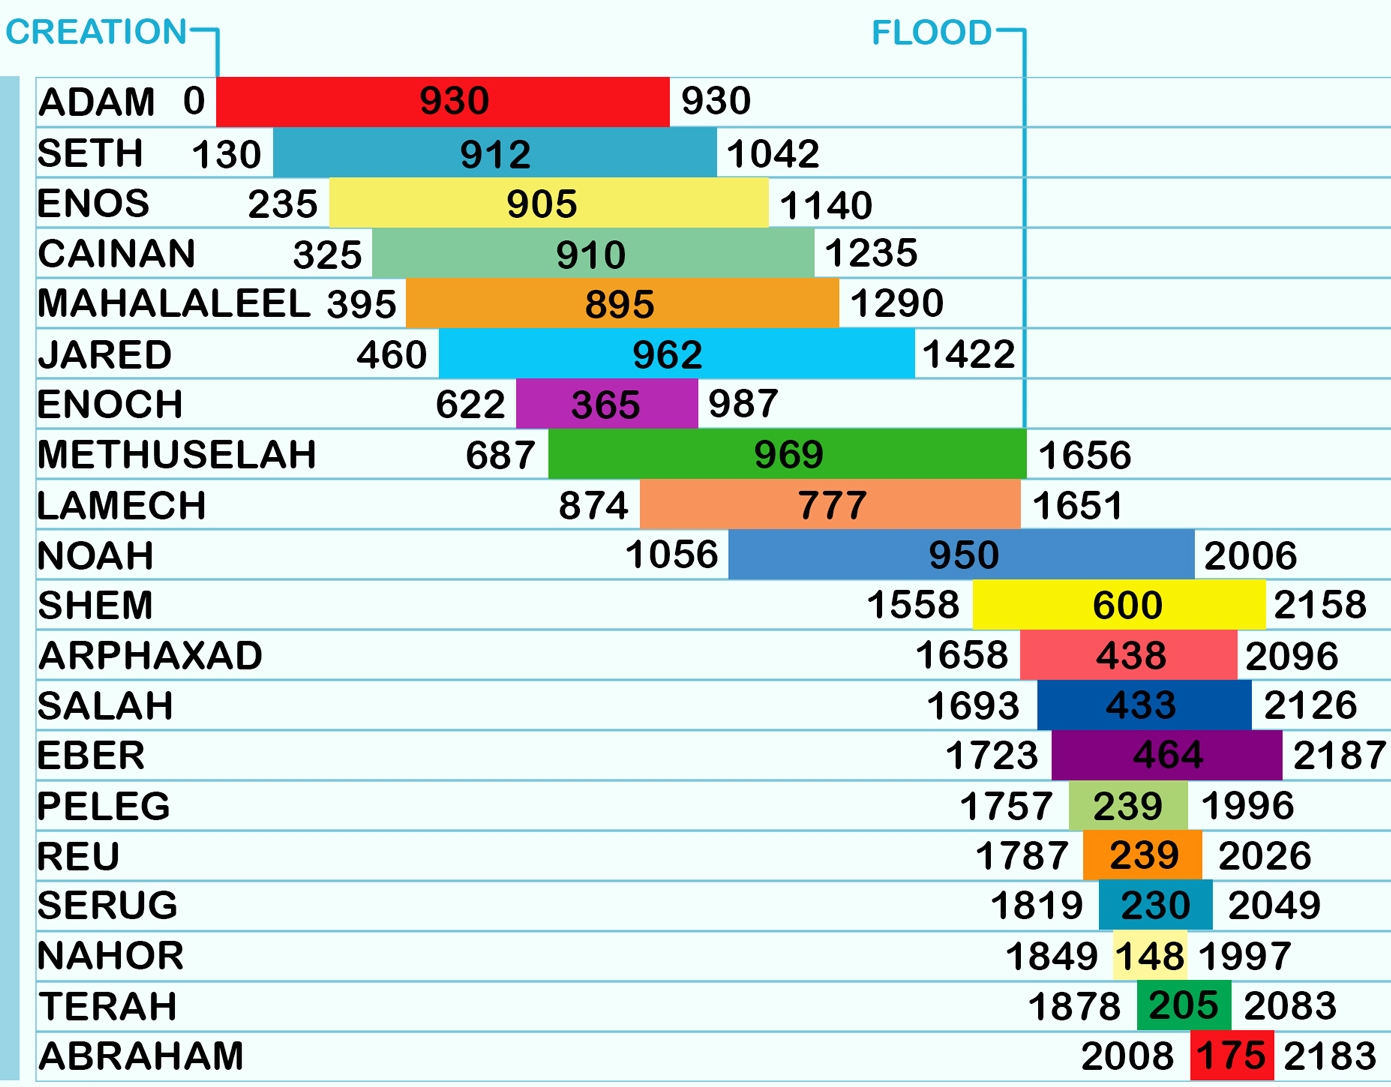 CREATION FLOOD
ADAM 0 930 930
SETH 130 912 1042
ENOS 235 905 1140
CAINAN 325 910 1235
MAHALALEEL 395 895 1290
JARED 460 962 1422
ENOCH 622 365 987
METHUSELAH 687 969 1656
LAMECH 874 777 1651
NOAH 1056 950 2006
SHEM 1558 600 2158
ARPHAXAD 1658 438 2096
SALAH 1693 433 2126
EBER 1723 464 2187
PELEG 1757 239 1996
REU 1787 239 2026
SERUG 1819 230 2049
NAHOR 1849 148 1997
TERAH 1878 205 2083
ABRAHAM 2008 175 2183